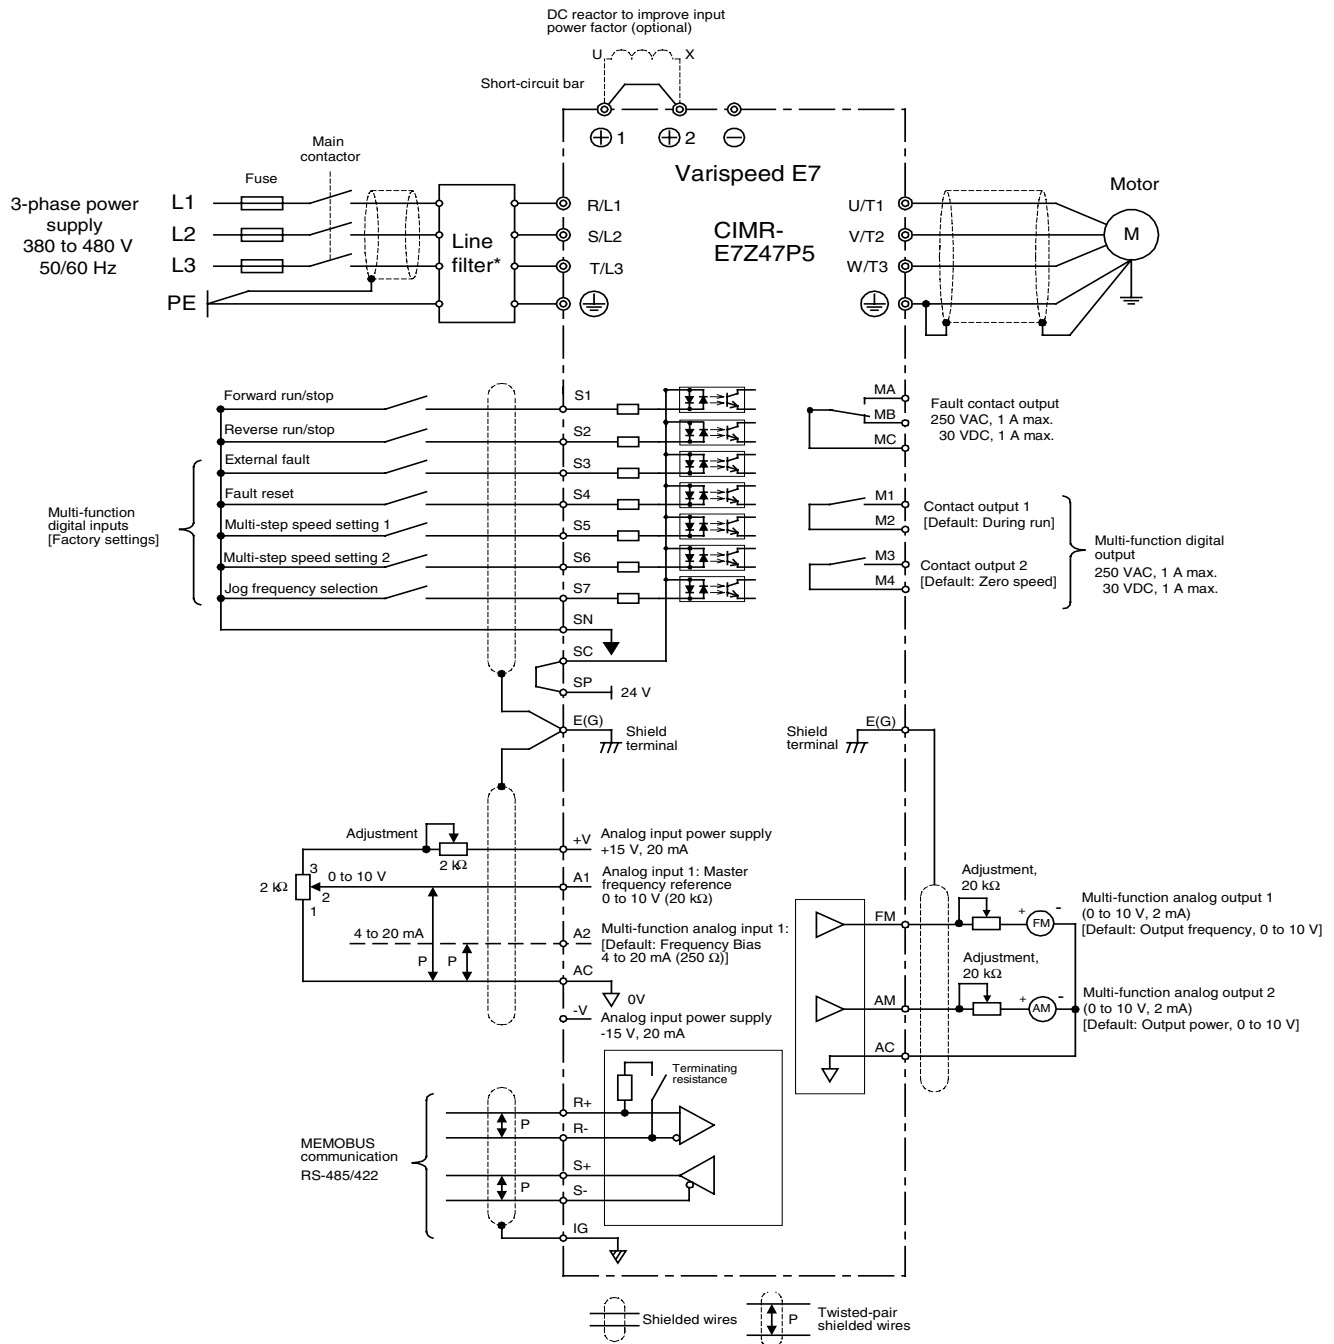 DC reactor to improve input
power factor (optional)
U
X
Short-circuit bar
+ 1
+ 2
−
Main
contactor
Fuse
Varispeed E7
CIMR-
E7Z47P5
3-phase power
supply
380 to 480 V
50/60 Hz
L1
L2
L3
PE
Line
filter*
R/L1
S/L2
T/L3
U/T1
V/T2
W/T3
Motor
M
Forward run/stop
Reverse run/stop
External fault
Fault reset
Multi-step speed setting 1
Multi-step speed setting 2
Jog frequency selection
Multi-function
digital inputs
[Factory settings]
S1
S2
S3
S4
S5
S6
S7
SN
SC
SP
24 V
E(G)
Shield
terminal
MA
MB
MC
Fault contact output
250 VAC, 1 A max.
30 VDC, 1 A max.
M1
M2
Contact output 1
[Default: During run]
M3
M4
Contact output 2
[Default: Zero speed]
Multi-function digital
output
250 VAC, 1 A max.
30 VDC, 1 A max.
Shield
terminal
E(G)
Adjustment
2 kΩ
2 kΩ
3
2
1
0 to 10 V
4 to 20 mA
P
P
+V
Analog input power supply
+15 V, 20 mA
A1
Analog input 1: Master
frequency reference
0 to 10 V (20 kΩ)
A2
Multi-function analog input 1:
[Default: Frequency Bias
4 to 20 mA (250 Ω)]
AC
0V
-V
Analog input power supply
-15 V, 20 mA
Adjustment,
20 kΩ
FM
+
FM
-
Multi-function analog output 1
(0 to 10 V, 2 mA)
[Default: Output frequency, 0 to 10 V]
Adjustment,
20 kΩ
AM
+
AM
-
Multi-function analog output 2
(0 to 10 V, 2 mA)
[Default: Output power, 0 to 10 V]
AC
Terminating
resistance
MEMOBUS
communication
RS-485/422
P
P
R+
R-
S+
S-
IG
Shielded wires
P
Twisted-pair
shielded wires